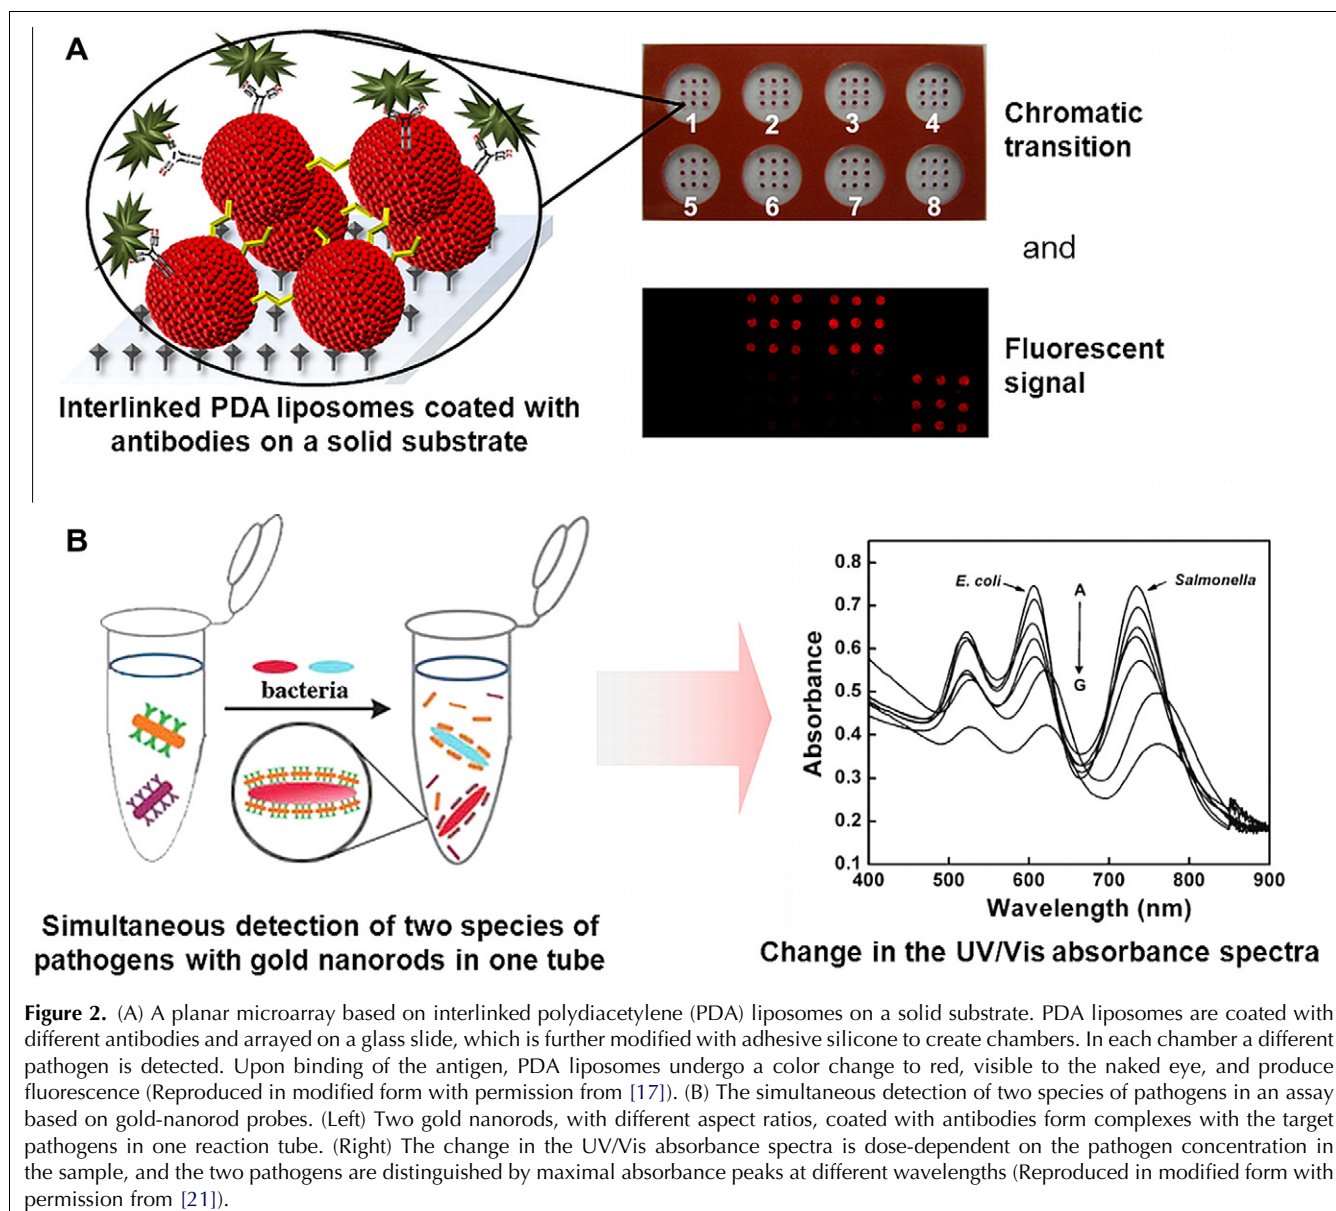 A
1 2 3 4
5 6 7 8
Chromatic
transition
and
Fluorescent
signal
Interlinked PDA liposomes coated with
antibodies on a solid substrate
B
bacteria
Simultaneous detection of two species of
pathogens with gold nanorods in one tube
0.8
0.7
0.6
0.5
0.4
0.3
0.2
0.1
Absorbance
E. coli
A
G
Salmonella
400 500 600 700 800 900
Wavelength (nm)
Change in the UV/Vis absorbance spectra
Figure 2. (A) A planar microarray based on interlinked polydiacetylene (PDA) liposomes on a solid substrate. PDA liposomes are coated with
different antibodies and arrayed on a glass slide, which is further modified with adhesive silicone to create chambers. In each chamber a different
pathogen is detected. Upon binding of the antigen, PDA liposomes undergo a color change to red, visible to the naked eye, and produce
fluorescence (Reproduced in modified form with permission from [17]). (B) The simultaneous detection of two species of pathogens in an assay
based on gold-nanorod probes. (Left) Two gold nanorods, with different aspect ratios, coated with antibodies form complexes with the target
pathogens in one reaction tube. (Right) The change in the UV/Vis absorbance spectra is dose-dependent on the pathogen concentration in
the sample, and the two pathogens are distinguished by maximal absorbance peaks at different wavelengths (Reproduced in modified form with
permission from [21]).